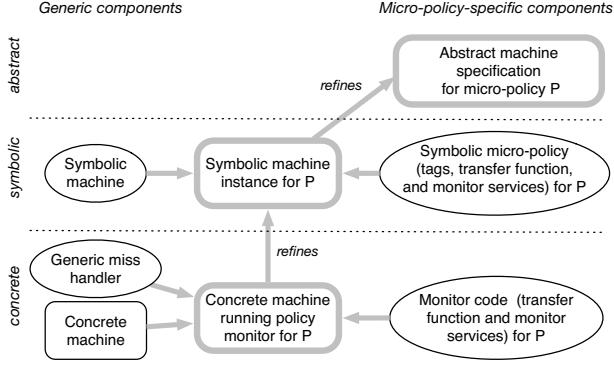 Generic components
Micro-policy-specific components
abstract
Abstract machine
specification
for micro-policy P
refines
symbolic
Symbolic
machine
Symbolic machine
instance for P
Symbolic micro-policy
(tags, transfer function,
and monitor services) for P
refines
concrete
Generic miss
handler
Concrete
machine
Concrete machine
running policy
monitor for P
Monitor code (transfer
function and monitor
services) for P